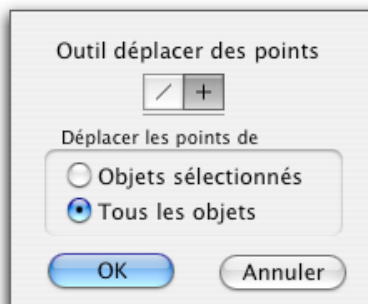 Outil déplacer des points
Déplacer les points de
Objets sélectionnés
Tous les objets
OK
Annuler